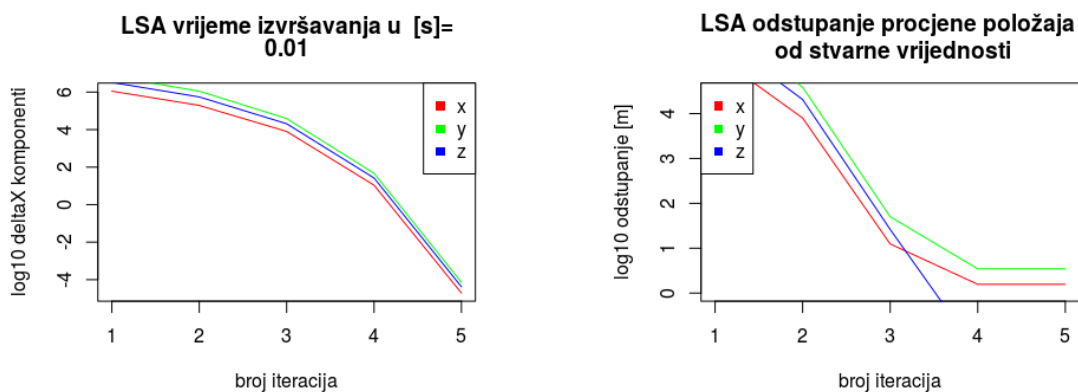 LSA vrijeme izvršavanja u [s]=
0.01
log10 deltaX komponenti
6
4
2
0
-2
-4
x
y
z
1 2 3 4 5
broj iteracija
LSA odstupanje procjene položaja
od stvarne vrijednosti
log10 odstupanje [m]
4
3
2
1
0
x
y
z
1 2 3 4 5
broj iteracija